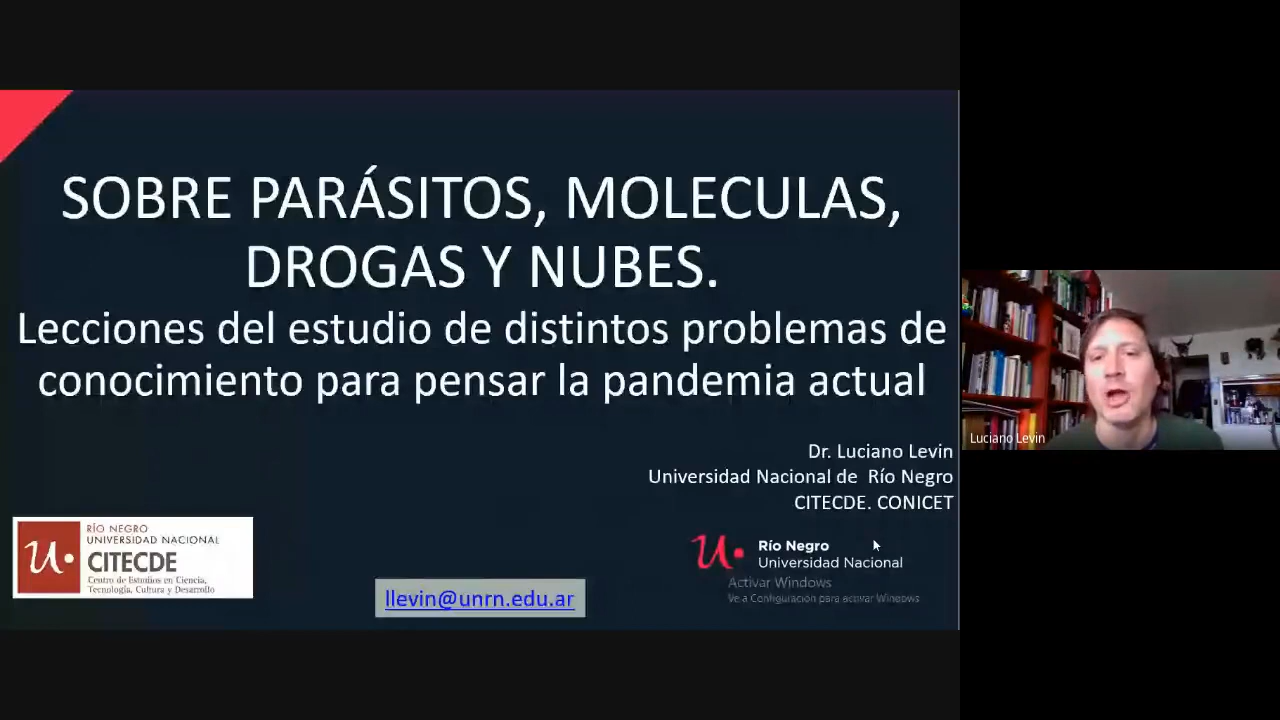 SOBRE PARÁSITOS, MOLECULAS,
DROGAS Y NUBES.
Lecciones del estudio de distintos problemas de
conocimiento para pensar la pandemia actual
Dr. Luciano Levin
Universidad Nacional de Río Negro
CITECDE. CONICET
RÍO NEGRO
UNIVERSIDAD NACIONAL
CITECDE
Centro de Estudios en Ciencia,
Tecnología, Cultura y Desarrollo
llevin@unrn.edu.ar
Río Negro
Universidad Nacional
Activar Windows
Ve a Configuración para activar Windows
Luciano Levin